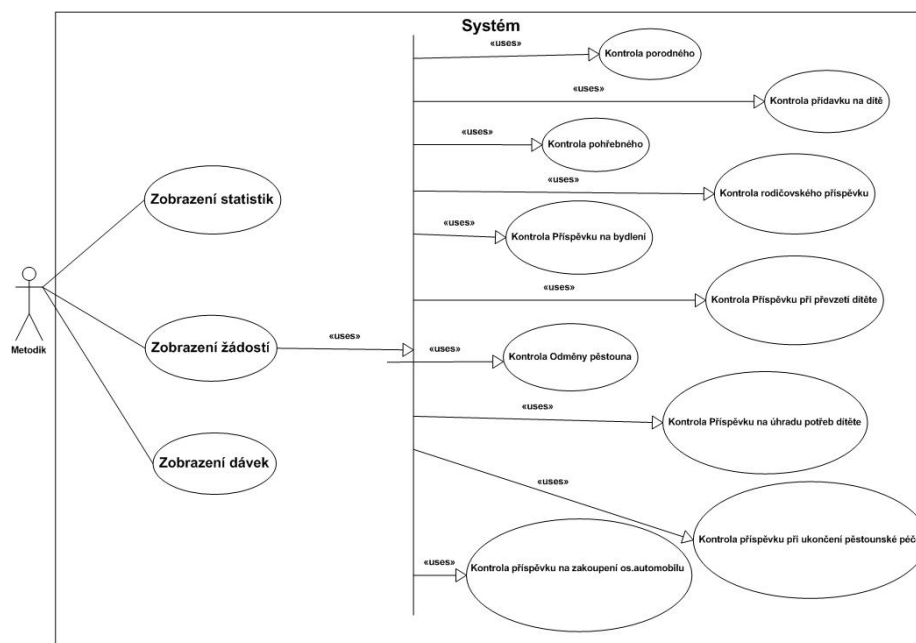 Systém
«uses»
Kontrola porodného
«uses»
Kontrola přídavku na dítě
«uses»
Kontrola pohřebného
«uses»
Kontrola rodičovského příspěvku
Zobrazení statistik
«uses»
Kontrola Příspěvku na bydlení
«uses»
Kontrola Příspěvku při převzetí dítěte
Metodik
Zobrazení žádostí
«uses»
«uses»
Kontrola Odměny pěstouna
«uses»
Kontrola Příspěvku na úhradu potřeb dítěte
Zobrazení dávek
«uses»
Kontrola příspěvku při ukončení pěstounské péč
«uses»
Kontrola příspěvku na zakoupení os.automobilu